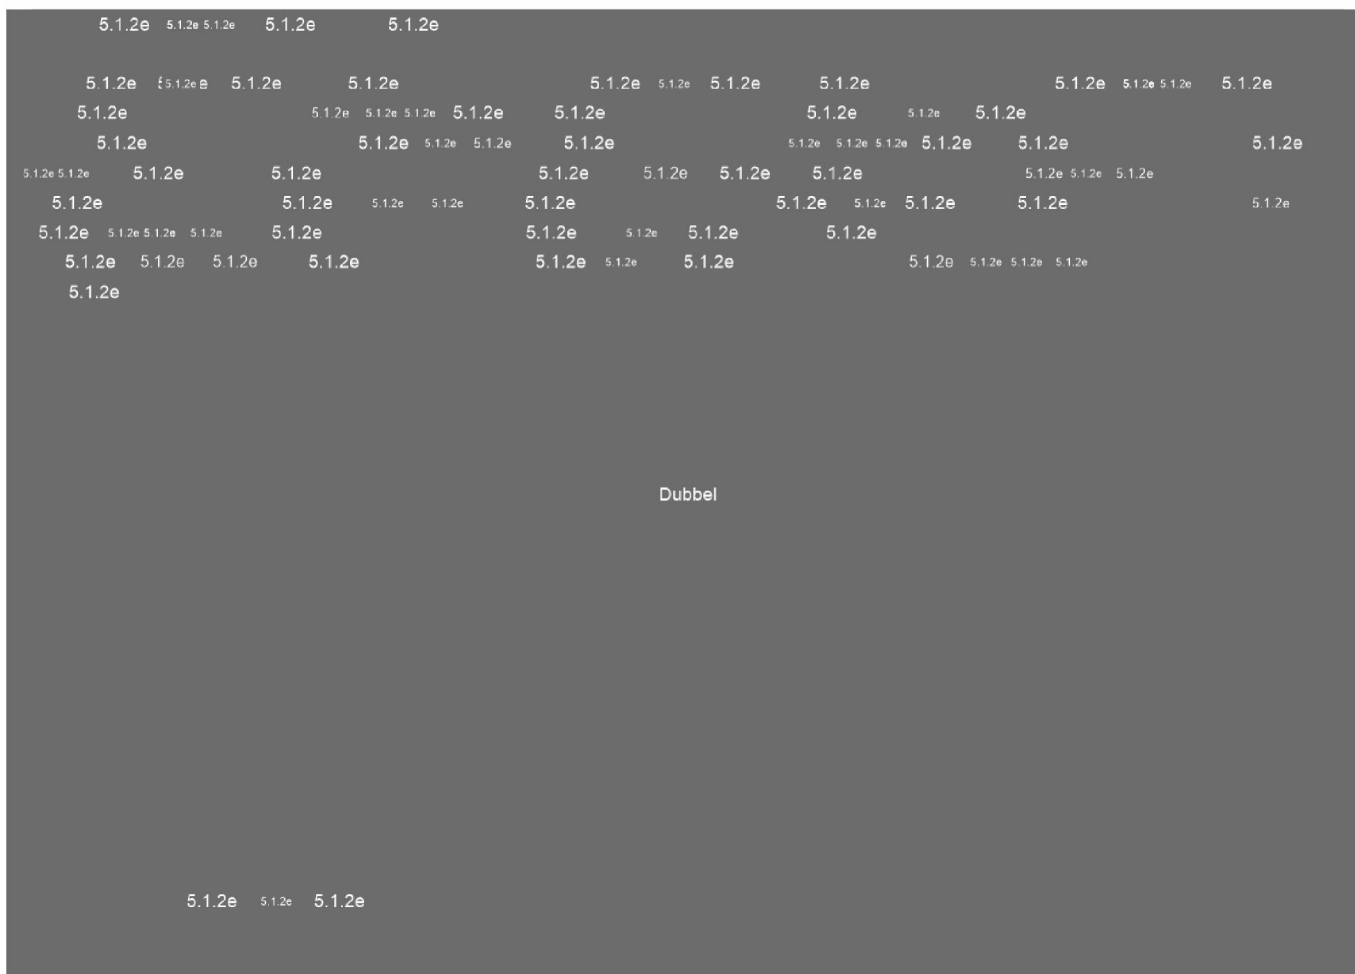 5.1.2e 5.1.2e 5.1.2e 5.1.2e 5.1.2e
5.1.2e 5.1.2e 5.1.2e 5.1.2e 5.1.2e 5.1.2e 5.1.2e 5.1.2e 5.1.2e 5.1.2e 5.1.2e 5.1.2e
5.1.2e 5.1.2e 5.1.2e 5.1.2e 5.1.2e 5.1.2e 5.1.2e 5.1.2e 5.1.2e
5.1.2e 5.1.2e 5.1.2e 5.1.2e 5.1.2e 5.1.2e 5.1.2e 5.1.2e 5.1.2e 5.1.2e 5.1.2e
5.1.2e 5.1.2e 5.1.2e 5.1.2e 5.1.2e 5.1.2e 5.1.2e 5.1.2e 5.1.2e 5.1.2e 5.1.2e
5.1.2e 5.1.2e 5.1.2e 5.1.2e 5.1.2e 5.1.2e 5.1.2e 5.1.2e 5.1.2e 5.1.2e
5.1.2e 5.1.2e 5.1.2e 5.1.2e 5.1.2e 5.1.2e 5.1.2e 5.1.2e 5.1.2e
5.1.2e 5.1.2e 5.1.2e 5.1.2e 5.1.2e 5.1.2e 5.1.2e 5.1.2e 5.1.2e 5.1.2e 5.1.2e
5.1.2e
Dubbel
5.1.2e 5.1.2e 5.1.2e